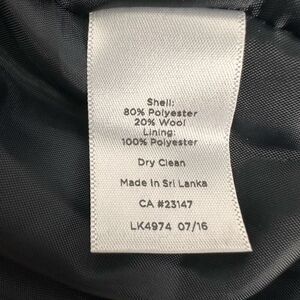 Shell:
80% Polyester
20% Wool
Lining:
100% Polyester
Dry Clean
Made in Sri Lanka
CA #23147
LK4974 07/16